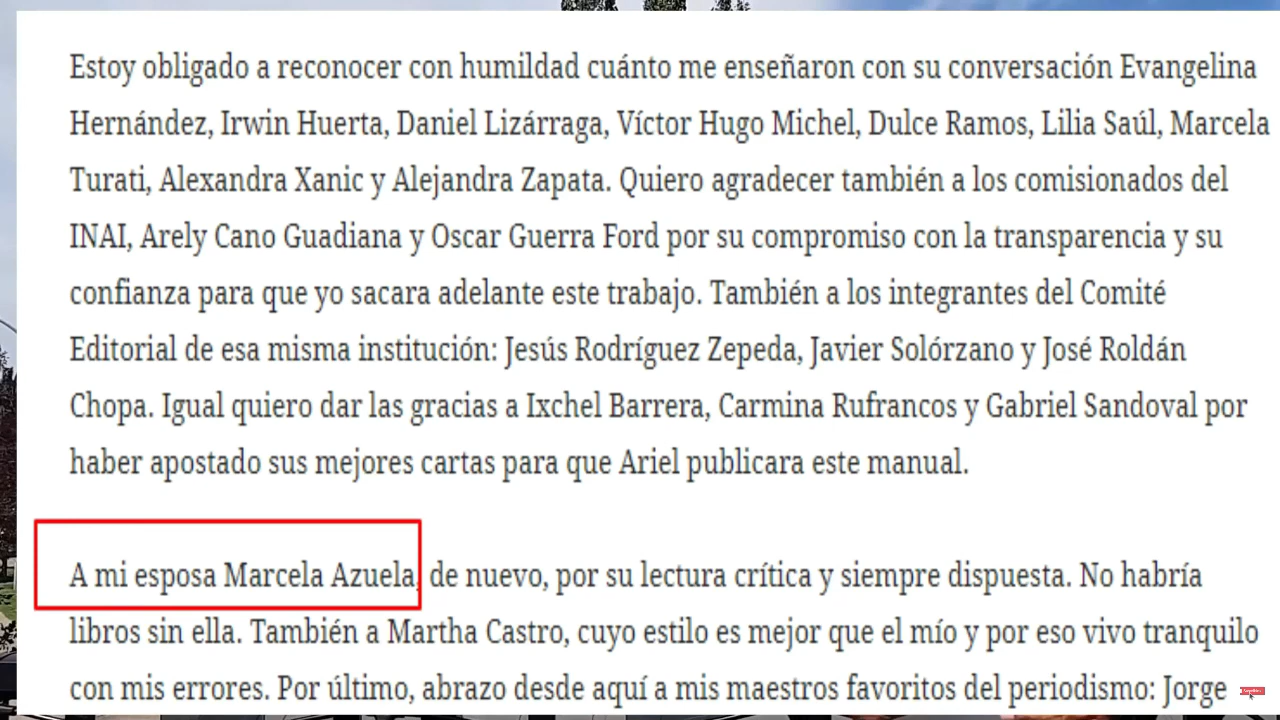 Estoy obligado a reconocer con humildad cuánto me enseñaron con su conversación Evangelina
Hernández, Irwin Huerta, Daniel Lizárraga, Víctor Hugo Michel, Dulce Ramos, Lilia Saúl, Marcela
Turati, Alexandra Xanic y Alejandra Zapata. Quiero agradecer también a los comisionados del
INAI, Arely Cano Guadiana y Oscar Guerra Ford por su compromiso con la transparencia y su
confianza para que yo sacara adelante este trabajo. También a los integrantes del Comité
Editorial de esa misma institución: Jesús Rodríguez Zepeda, Javier Solórzano y José Roldán
Chopa. Igual quiero dar las gracias a Ixchel Barrera, Carmina Rufrancos y Gabriel Sandoval por
haber apostado sus mejores cartas para que Ariel publicara este manual.
A mi esposa Marcela Azuela, de nuevo, por su lectura crítica y siempre dispuesta. No habría
libros sin ella. También a Martha Castro, cuyo estilo es mejor que el mío y por eso vivo tranquilo
con mis errores. Por último, abrazo desde aquí a mis maestros favoritos del periodismo: Jorge